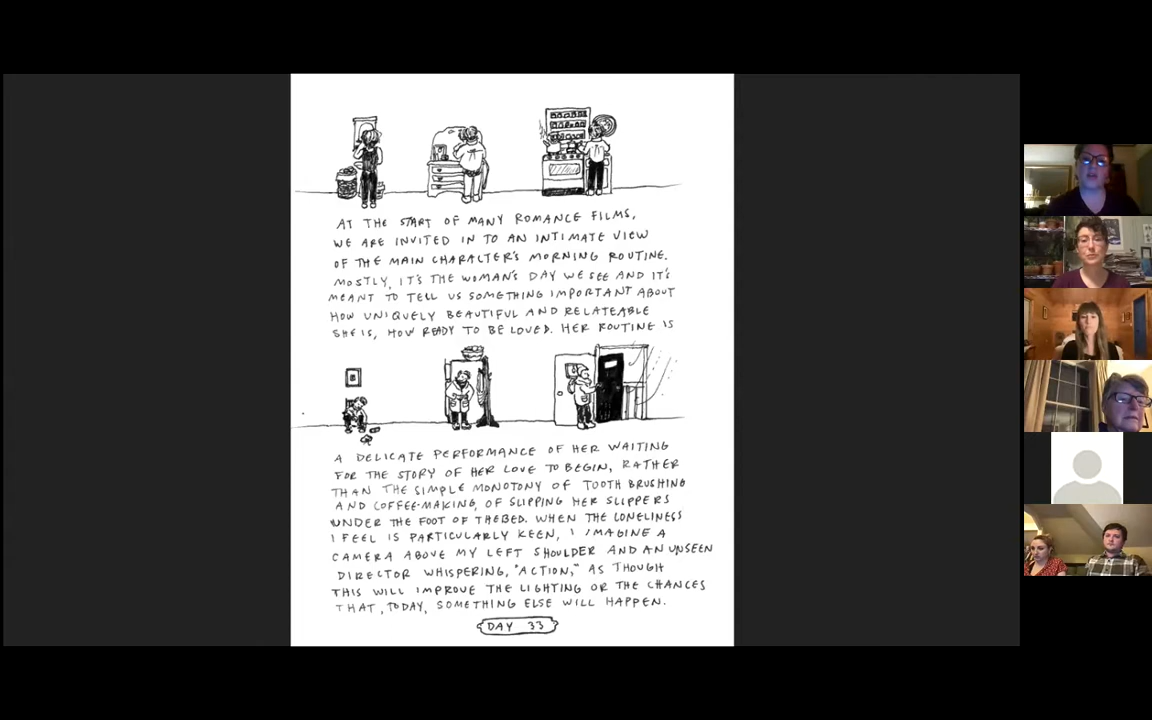 AT THE START OF MANY ROMANCE FILMS,
WE ARE INVITED IN TO AN INTIMATE VIEW
OF THE MAIN CHARACTER'S MORNING ROUTINE.
MOSTLY, IT'S THE WOMAN'S DAY WE SEE AND IT'S
MEANT TO TELL US SOMETHING IMPORTANT ABOUT
HOW UNIQUELY BEAUTIFUL AND RELATEABLE
SHE IS, HOW READY TO BE LOVED. HER ROUTINE IS
A DELICATE PERFORMANCE OF HER WAITING
FOR THE STORY OF HER LOVE TO BEGIN, RATHER
THAN THE SIMPLE MONOTONY OF TOOTH BRUSHING
AND COFFEE-MAKING, OF SLIPPING HER SLIPPERS
UNDER THE FOOT OF THE BED. WHEN THE LONELINESS
I FEEL IS PARTICULARLY KEEN, I IMAGINE A
CAMERA ABOVE MY LEFT SHOULDER AND AN UNSEEN
DIRECTOR WHISPERING, "ACTION," AS THOUGH
THIS WILL IMPROVE THE LIGHTING OR THE CHANCES
THAT, TODAY, SOMETHING ELSE WILL HAPPEN.
DAY 33